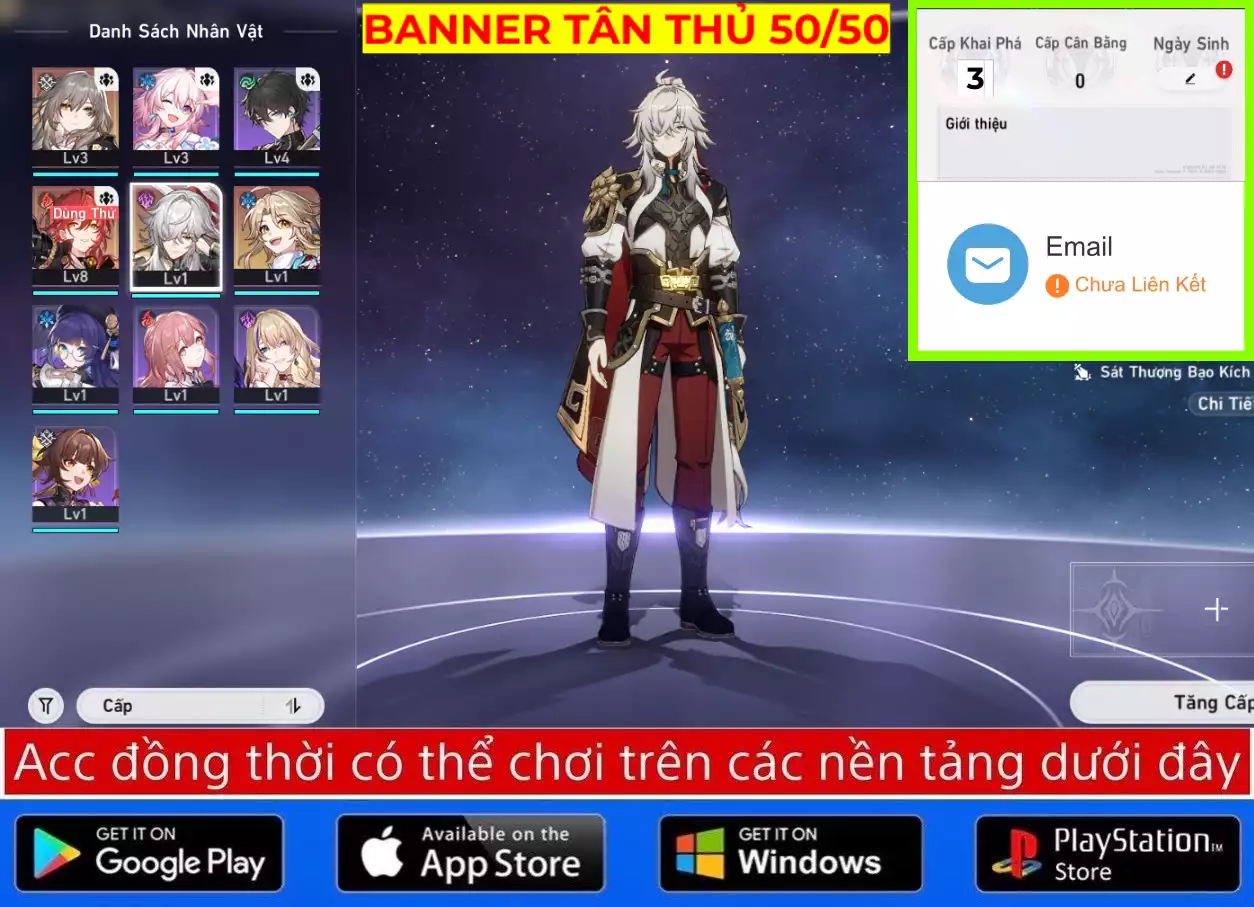 Danh Sách Nhân Vật
BANNER TÂN THỦ 50/50
Cấp Khai Phá
Cấp Cân Bằng
Ngày Sinh
3
0
Giới thiệu
Lv3
Lv3
Lv4
Dùng Thử
Lv8
Lv1
Lv1
Email
Chưa Liên Kết
Lv1
Lv1
Lv1
Sát Thương Bạo Kích
Chi Tiế
Lv1
Cấp
Tăng Cấp
Acc đồng thời có thể chơi trên các nền tảng dưới đây
GET IT ON
Google Play
Available on the
App Store
GET IT ON
Windows
PlayStation™
Store